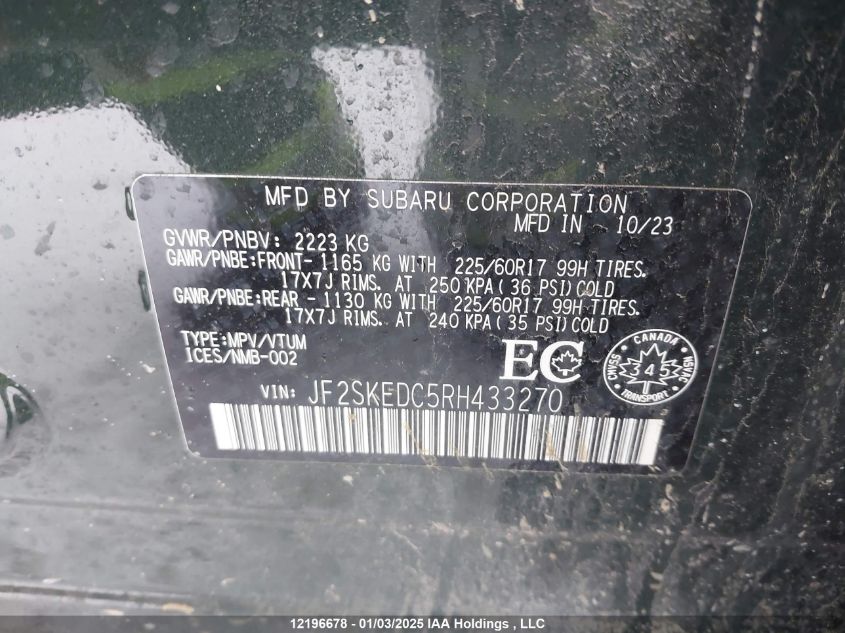 MFD BY SUBARU CORPORATION
MFD IN 10/23
GVWR/PNBV: 2223 KG
GAWR/PNBE:FRONT- 1165 KG WITH 225/60R17 99H TIRES.
17X7J RIMS. AT 250 KPA ( 36 PSI) COLD
GAWR/PNBE:REAR - 1130 KG WITH 225/60R17 99H TIRES.
17X7J RIMS. AT 240 KPA ( 35 PSI) COLD
TYPE:MPV/VTUM
ICES/NMB-002
EC
CANADA
CMVSS 345 NSVAC
TRANSPORT
VIN: JF2SKEDC5RH433270
12196678 - 01/03/2025 IAA Holdings , LLC